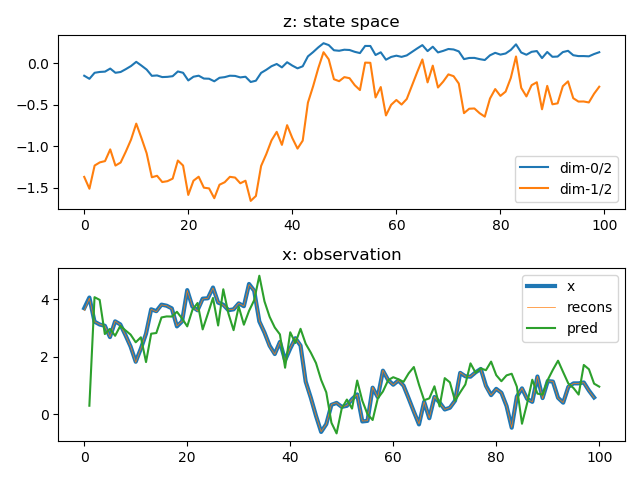 z: state space
0.0
−0.5
−1.0
−1.5
0 20 40 60 80 100
dim-0/2
dim-1/2
x: observation
4
2
0
0 20 40 60 80 100
x
recons
pred